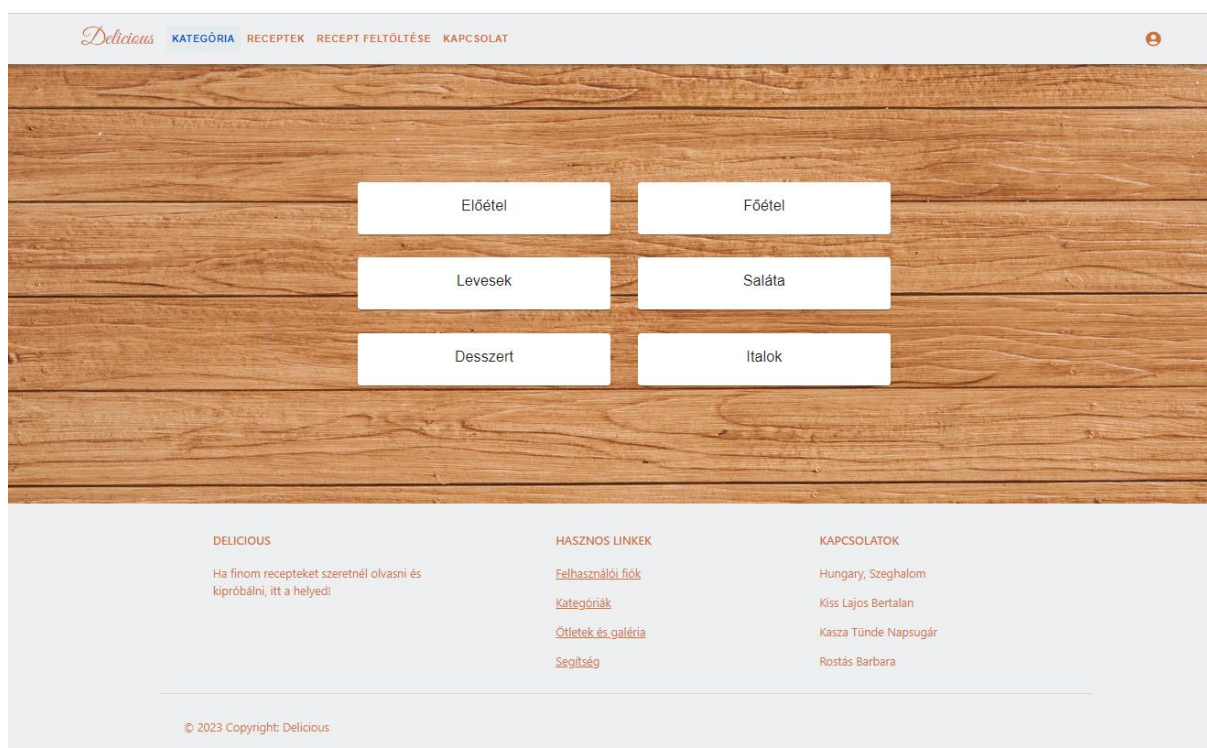 Delicious KATEGÓRIA RECEPTEK RECEPT FELTÖLTÉSE KAPCSOLAT
Előétel
Főétel
Levesek
Saláta
Desszert
Italok
DELICIOUS
Ha finom recepteket szeretnél olvasni és
kipróbálni, itt a helyed!
HASZNOS LINKEK
Felhasználói fiók
Kategóriák
Ötletek és galéria
Segítség
KAPCSOLATOK
Hungary, Szeghalom
Kiss Lajos Bertalan
Kasza Tünde Napsugár
Rostás Barbara
© 2023 Copyright: Delicious